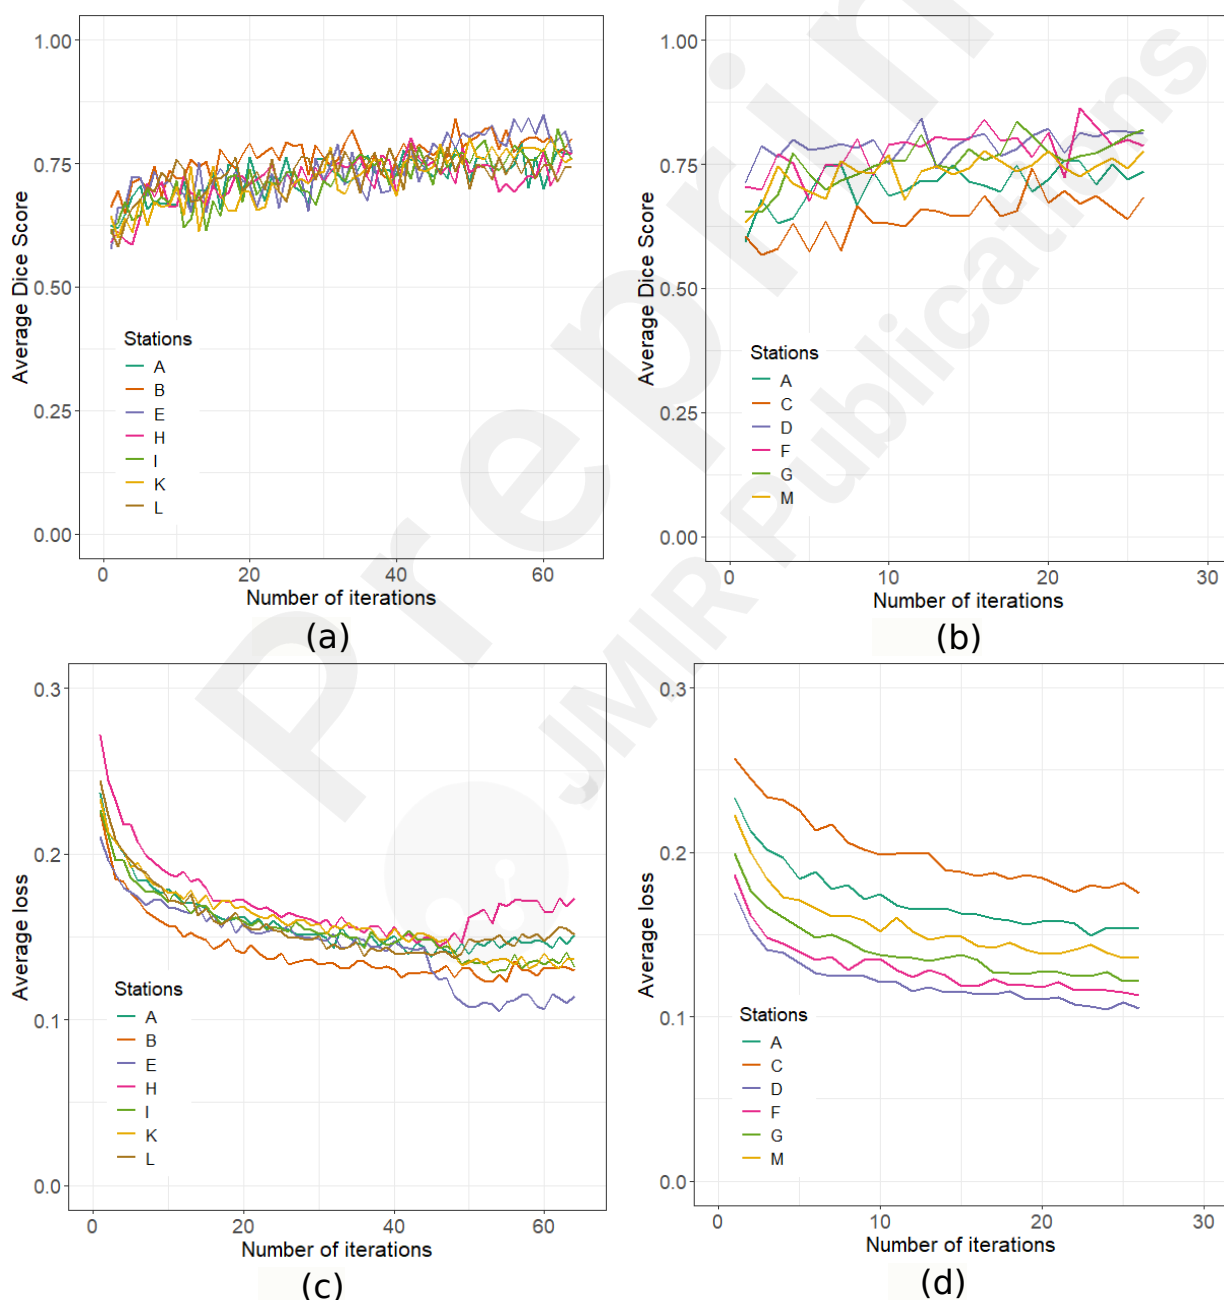 1.00
0.75
0.50
0.25
0.00
Average Dice Score
Stations
A
B
E
H
I
K
L
0
20
40
60
Number of iterations
(a)
1.00
0.75
0.50
0.25
0.00
Average Dice Score
Stations
A
C
D
F
G
M
0
10
20
30
Number of iterations
(b)
0.3
0.2
0.1
0.0
Average loss
Stations
A
B
E
H
I
K
L
0
20
40
60
Number of iterations
(c)
0.3
0.2
0.1
0.0
Average loss
Stations
A
C
D
F
G
M
0
10
20
30
Number of iterations
(d)
Preprin
JMIR Publications